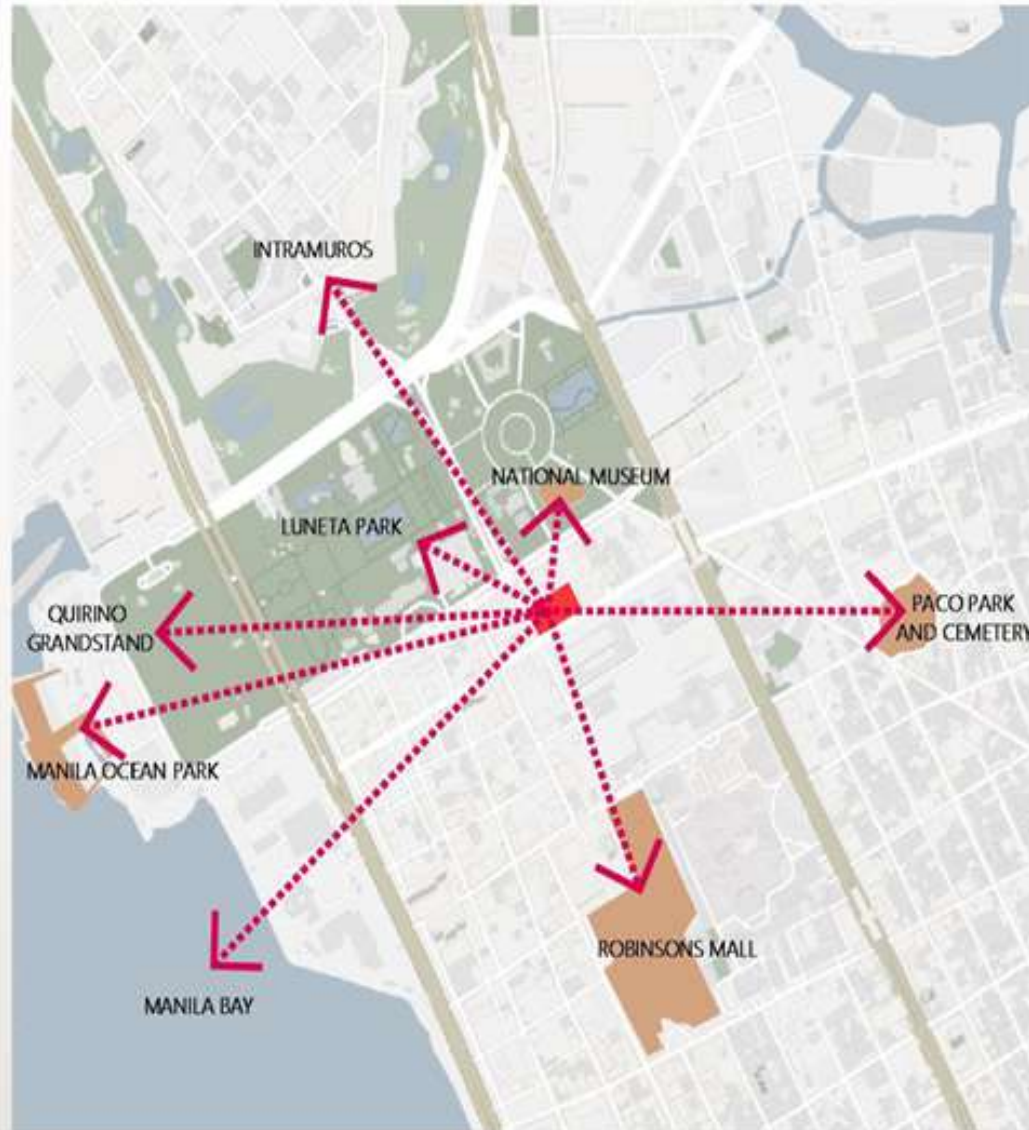 INTRAMUROS
NATIONAL MUSEUM
LUNETA PARK
QUIRINO
GRANDSTAND
PACO PARK
AND CEMETERY
MANILA OCEAN PARK
ROBINSONS MALL
MANILA BAY